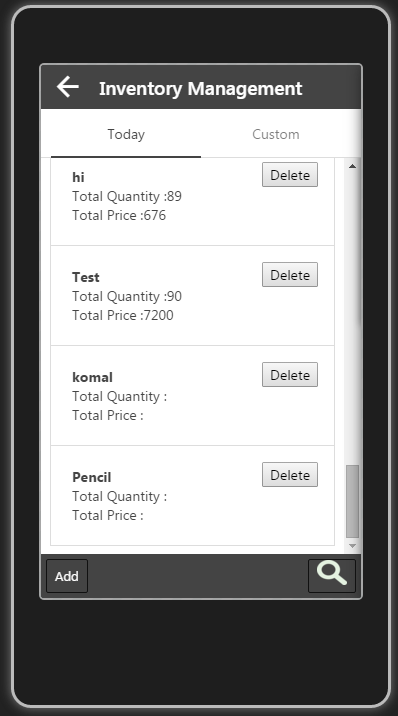 Inventory Management
Today Custom
hi Delete
Total Quantity :89
Total Price :676
Test Delete
Total Quantity :90
Total Price :7200
komal Delete
Total Quantity :
Total Price :
Pencil Delete
Total Quantity :
Total Price :
Add